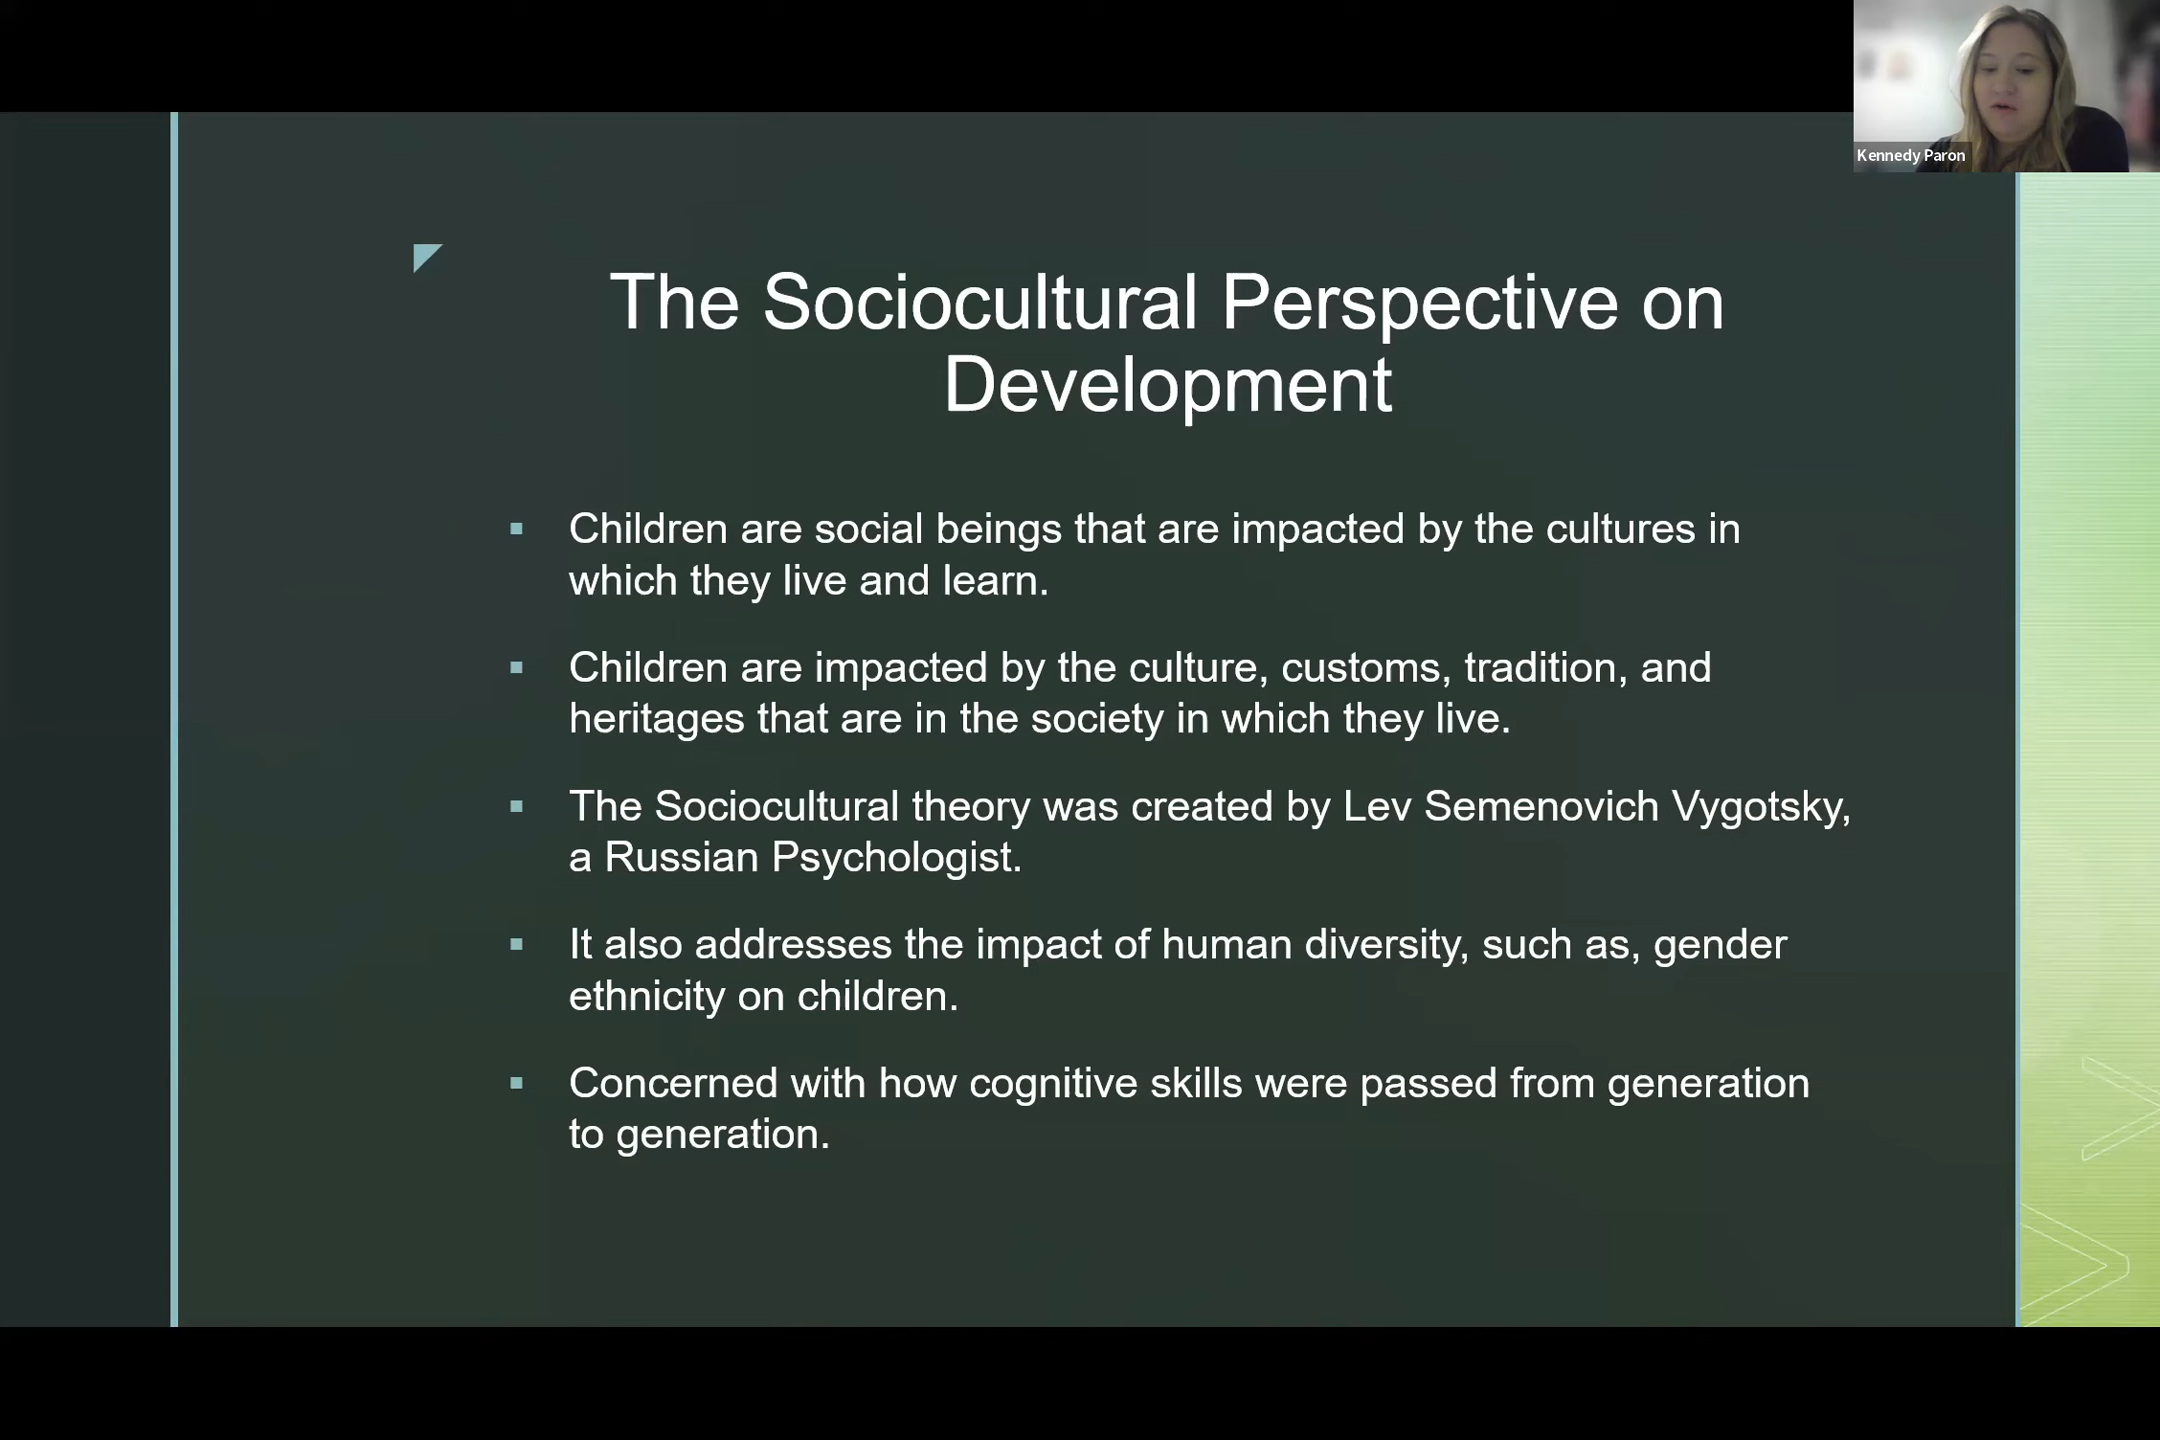 Kennedy Paron
The Sociocultural Perspective on
Development
Children are social beings that are impacted by the cultures in
which they live and learn.
Children are impacted by the culture, customs, tradition, and
heritages that are in the society in which they live.
The Sociocultural theory was created by Lev Semenovich Vygotsky,
a Russian Psychologist.
It also addresses the impact of human diversity, such as, gender
ethnicity on children.
Concerned with how cognitive skills were passed from generation
to generation.